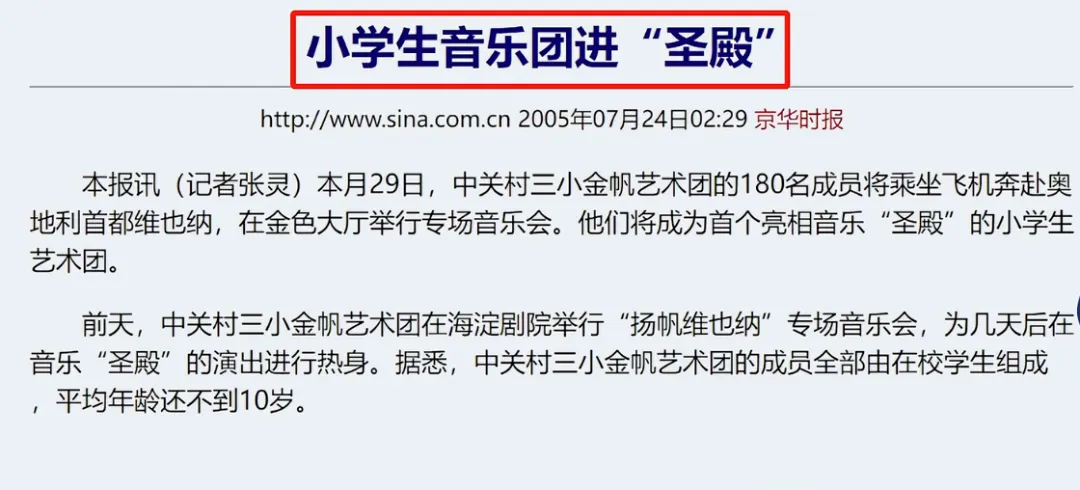 小学生音乐团进“圣殿”
http://www.sina.com.cn 2005年07月24日02:29 京华时报
本报讯（记者张灵）本月29日，中关村三小金帆艺术团的180名成员将乘坐飞机奔赴奥
地利首都维也纳，在金色大厅举行专场音乐会。他们将成为首个亮相音乐“圣殿”的小学生
艺术团。
前天，中关村三小金帆艺术团在海淀剧院举行“扬帆维也纳”专场音乐会，为几天后在
音乐“圣殿”的演出进行热身。据悉，中关村三小金帆艺术团的成员全部由在校学生组成
，平均年龄还不到10岁。